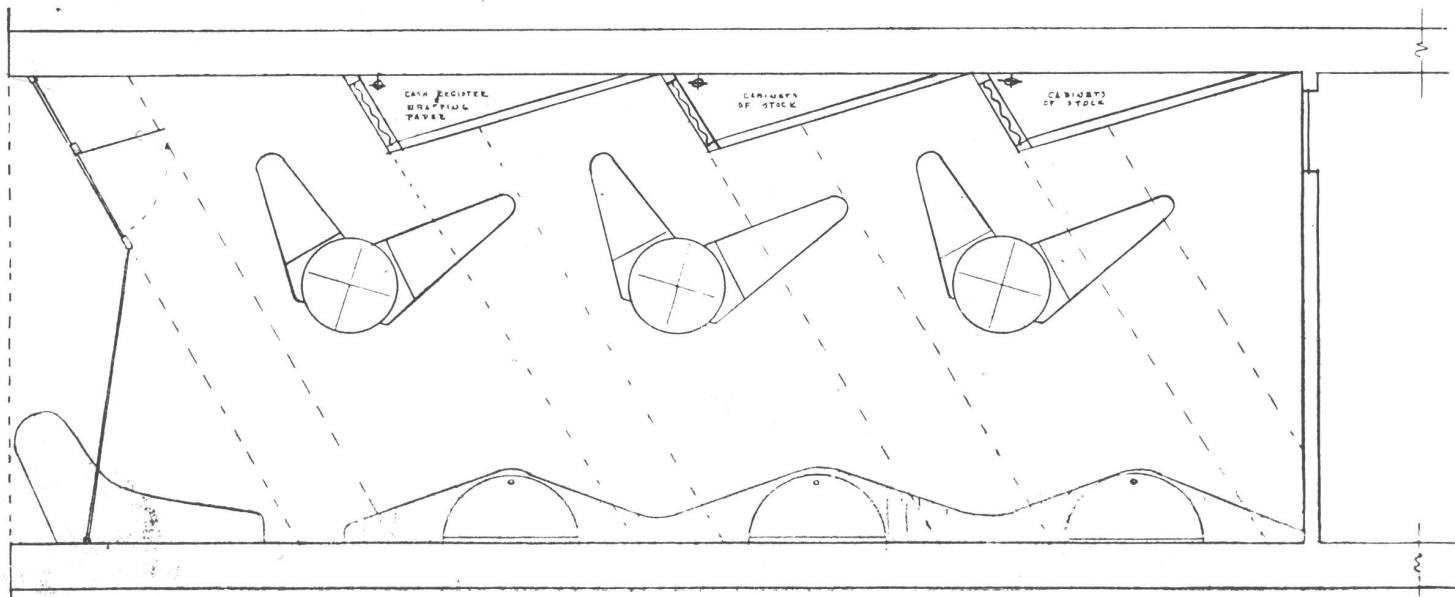 CASH REGISTER
&
WRAPPING
PAPER
CABINETS
OF STOCK
CABINETS
OF STOCK